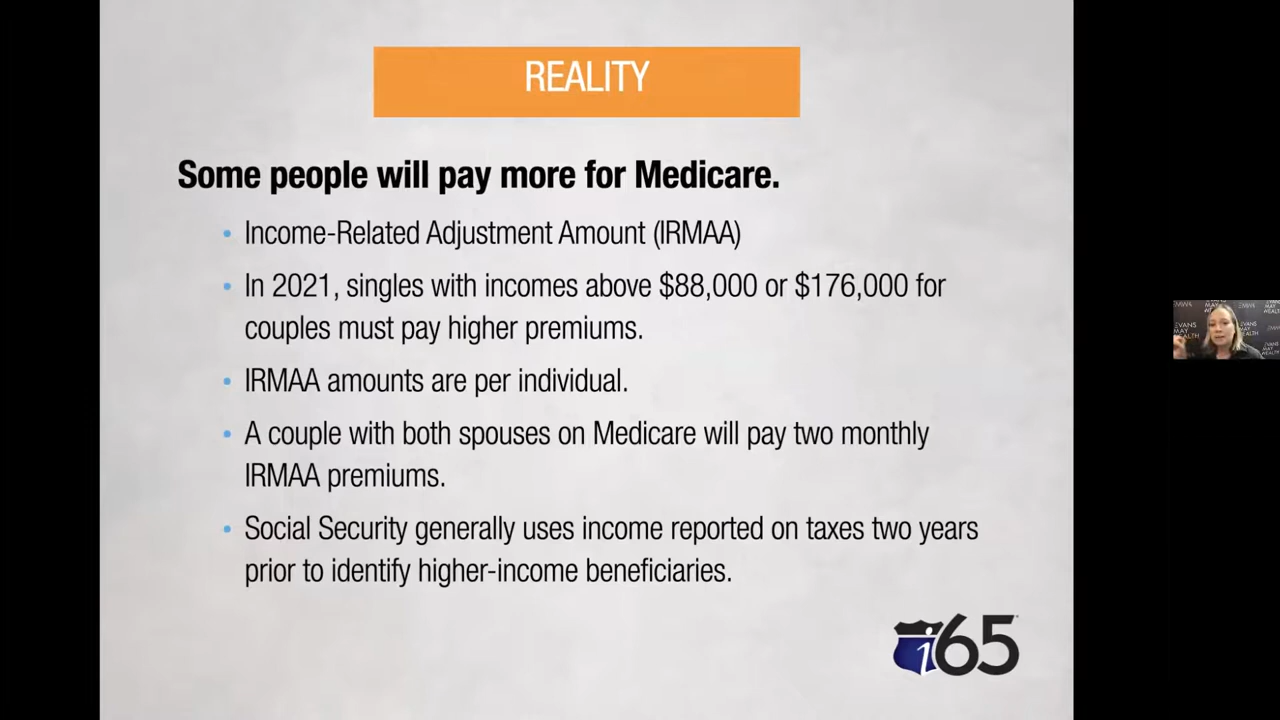 REALITY
Some people will pay more for Medicare.
• Income-Related Adjustment Amount (IRMAA)
• In 2021, singles with incomes above $88,000 or $176,000 for
couples must pay higher premiums.
• IRMAA amounts are per individual.
• A couple with both spouses on Medicare will pay two monthly
IRMAA premiums.
• Social Security generally uses income reported on taxes two years
prior to identify higher-income beneficiaries.
i65
EVANS
MAY
WEALTH